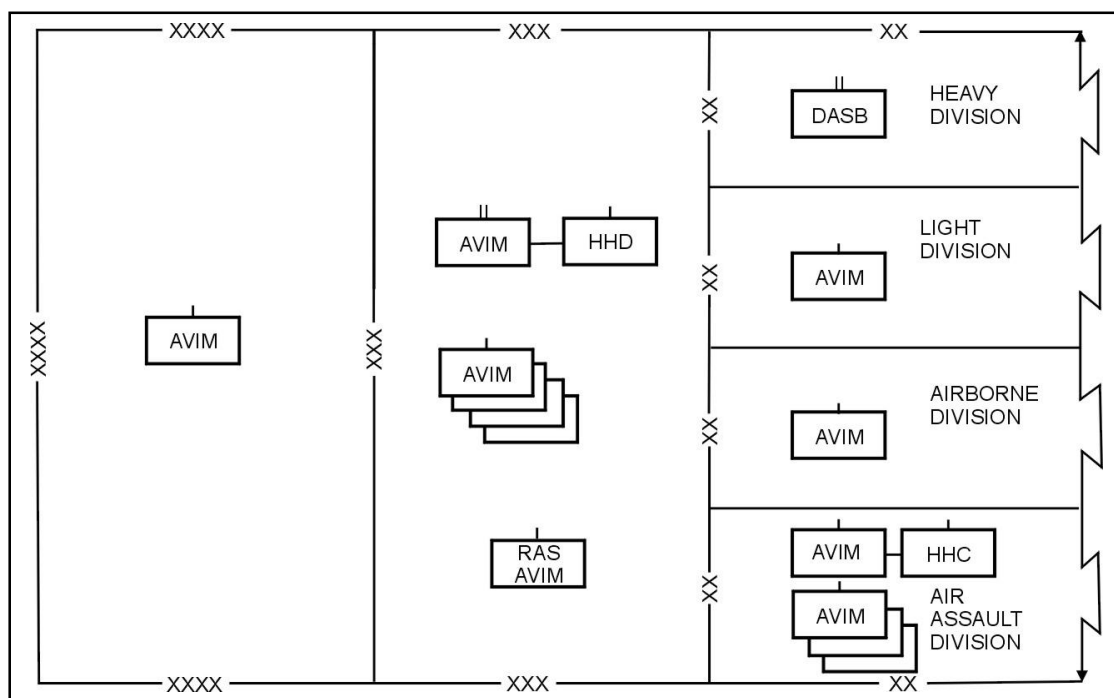 XXXX
XXX
XX
XXXX
AVIM
XXX
II
AVIM
I
HHD
I
AVIM
RAS
AVIM
XX
II
DASB
HEAVY
DIVISION
XX
AVIM
LIGHT
DIVISION
XX
AVIM
AIRBORNE
DIVISION
XX
AVIM
HHC
AVIM
AIR
ASSAULT
DIVISION
XXXX
XXX
XX